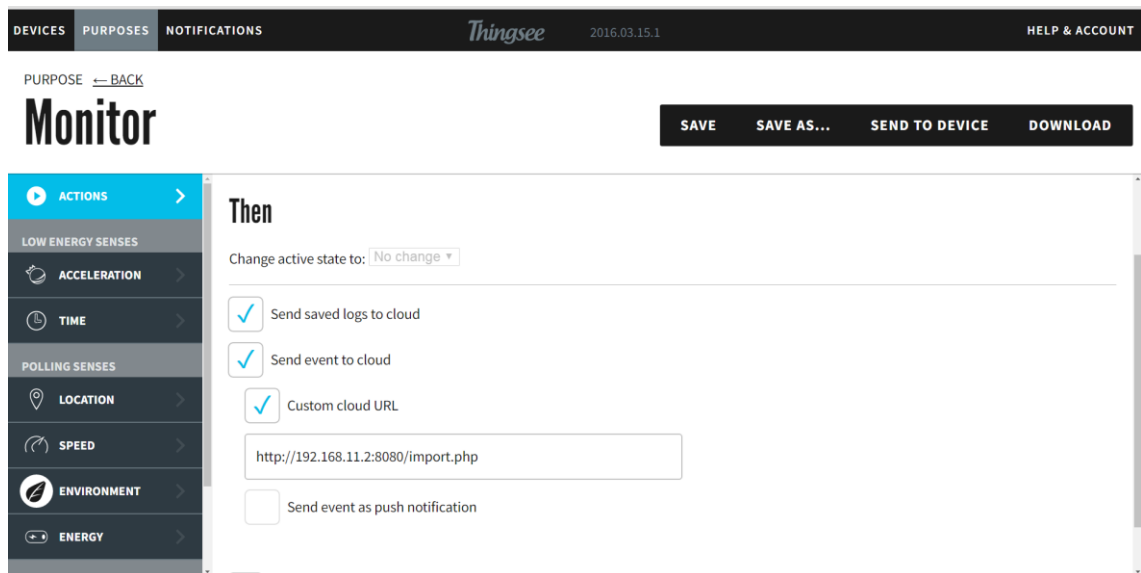 DEVICES PURPOSES NOTIFICATIONS Thingsee 2016.03.15.1 HELP & ACCOUNT
PURPOSE ← BACK
Monitor
SAVE SAVE AS... SEND TO DEVICE DOWNLOAD
ACTIONS
LOW ENERGY SENSES
ACCELERATION
TIME
POLLING SENSES
LOCATION
SPEED
ENVIRONMENT
ENERGY
Then
Change active state to: No change
Send saved logs to cloud
Send event to cloud
Custom cloud URL
http://192.168.11.2:8080/import.php
Send event as push notification